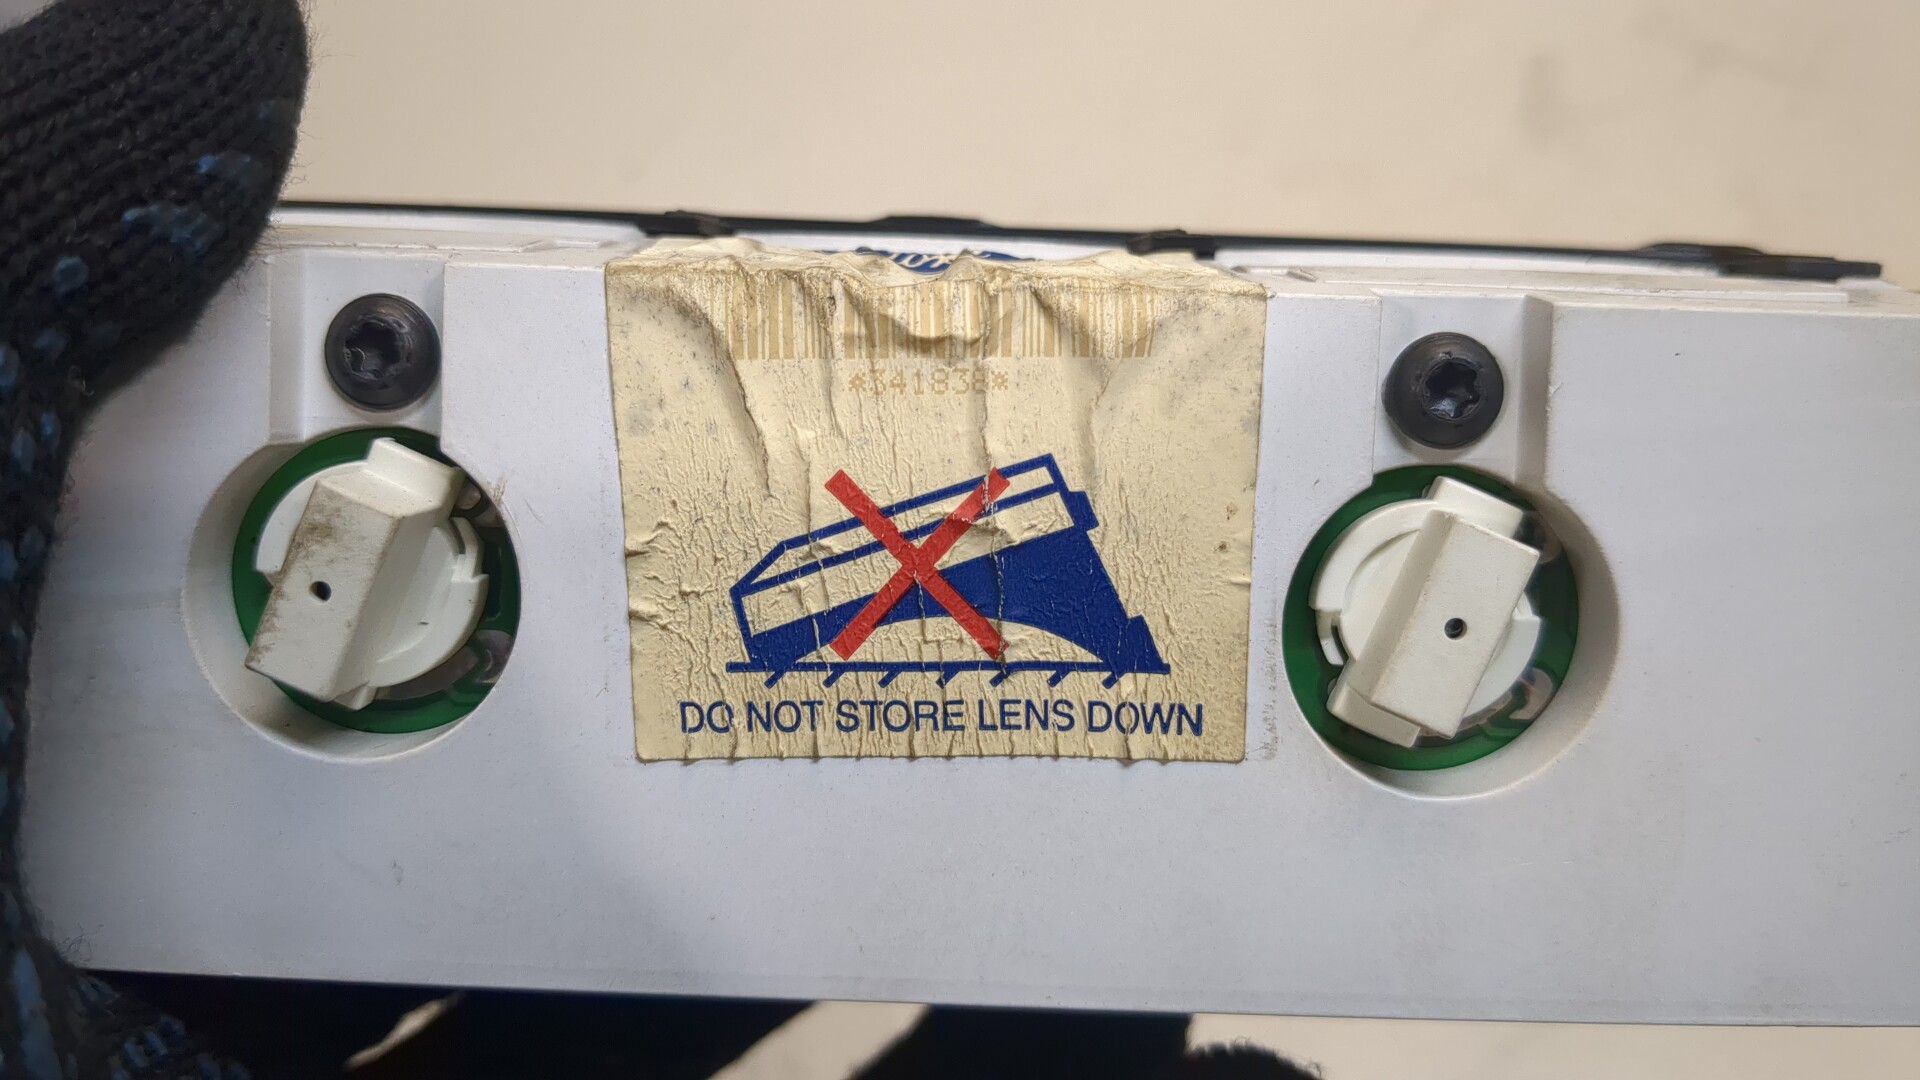 *341838*
DO NOT STORE LENS DOWN